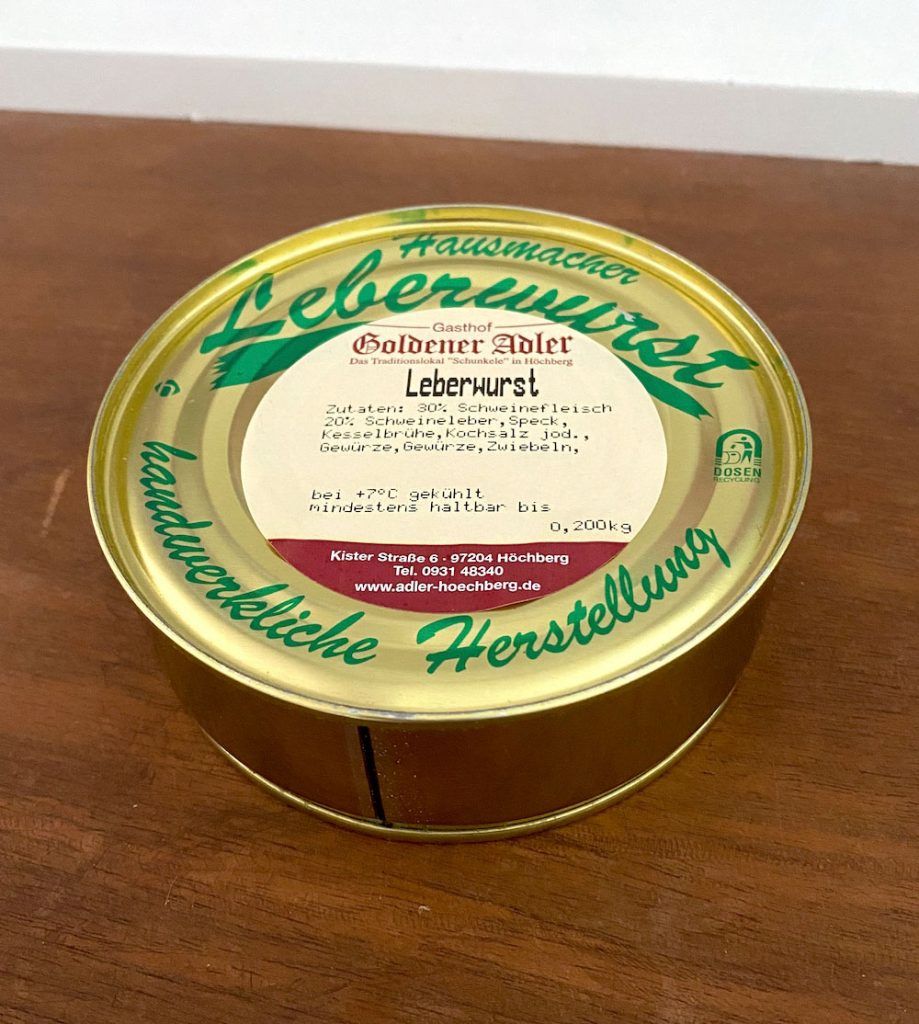 Hausmacher
Leberwurst
Gasthof
Goldener Adler
Das Traditionslokal "Schunkele" in Höchberg
Leberwurst
Zutaten: 30% Schweinefleisch
20% Schweineleber,Speck,
Kesselbrühe,Kochsalz jod.,
Gewürze,Gewürze,Zwiebeln,
bei +7°C gekühlt
mindestens haltbar bis
0,200kg
Kister Straße 6 · 97204 Höchberg
Tel. 0931 48340
www.adler-hoechberg.de
DOSEN
RECYCLING
handwerkliche Herstellung